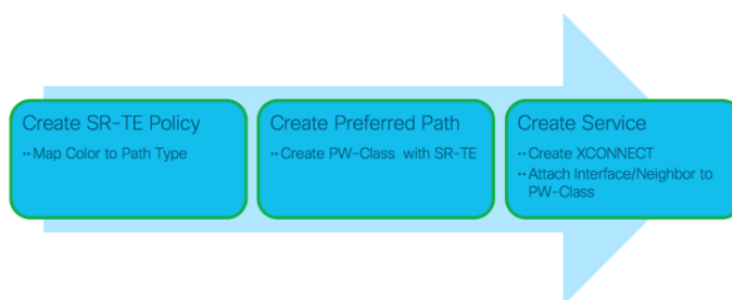 Create SR-TE Policy
•• Map Color to Path Type
Create Preferred Path
•• Create PW-Class with SR-TE
Create Service
•• Create XCONNECT
•• Attach Interface/Neighbor to
PW-Class